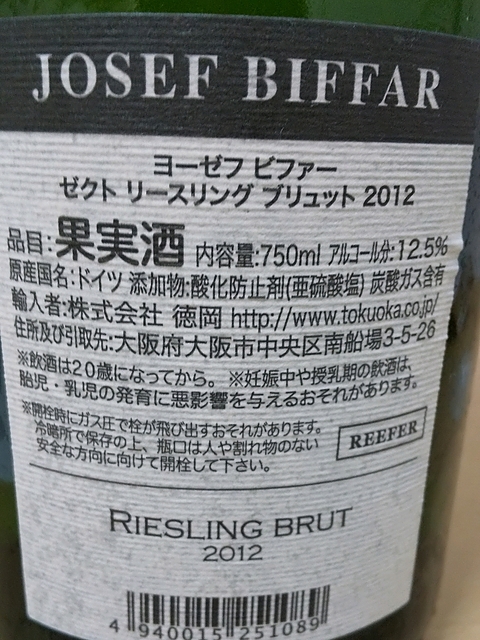 JOSEF BIFFAR
ヨーゼフ ビファー
ゼクト リースリング ブリュット 2012
品目:果実酒 内容量:750ml アルコール分:12.5%
原産国名:ドイツ 添加物:酸化防止剤(亜硫酸塩) 炭酸ガス含有
輸入者:株式会社 徳岡 http://www.tokuoka.co.jp/
住所及び引取先:大阪府大阪市中央区南船場3-5-26
※飲酒は20歳になってから。 ※妊娠中や授乳期の飲酒は、
胎児・乳児の発育に悪影響を与えるおそれがあります。
※開栓時にガス圧で栓が飛び出すおそれがあります。
冷暗所で保存の上、瓶口は人や割れ物のない
安全な方向に向けて開栓して下さい。
REEFER
RIESLING BRUT
2012
4 940015 251089